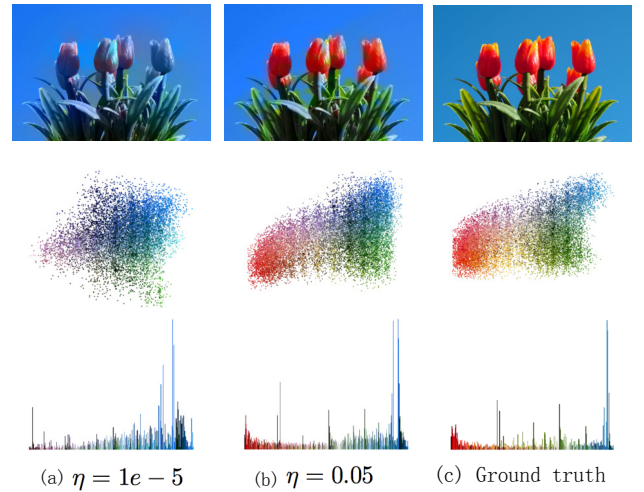 (a) η = 1e − 5
(b) η = 0.05
(c) Ground truth